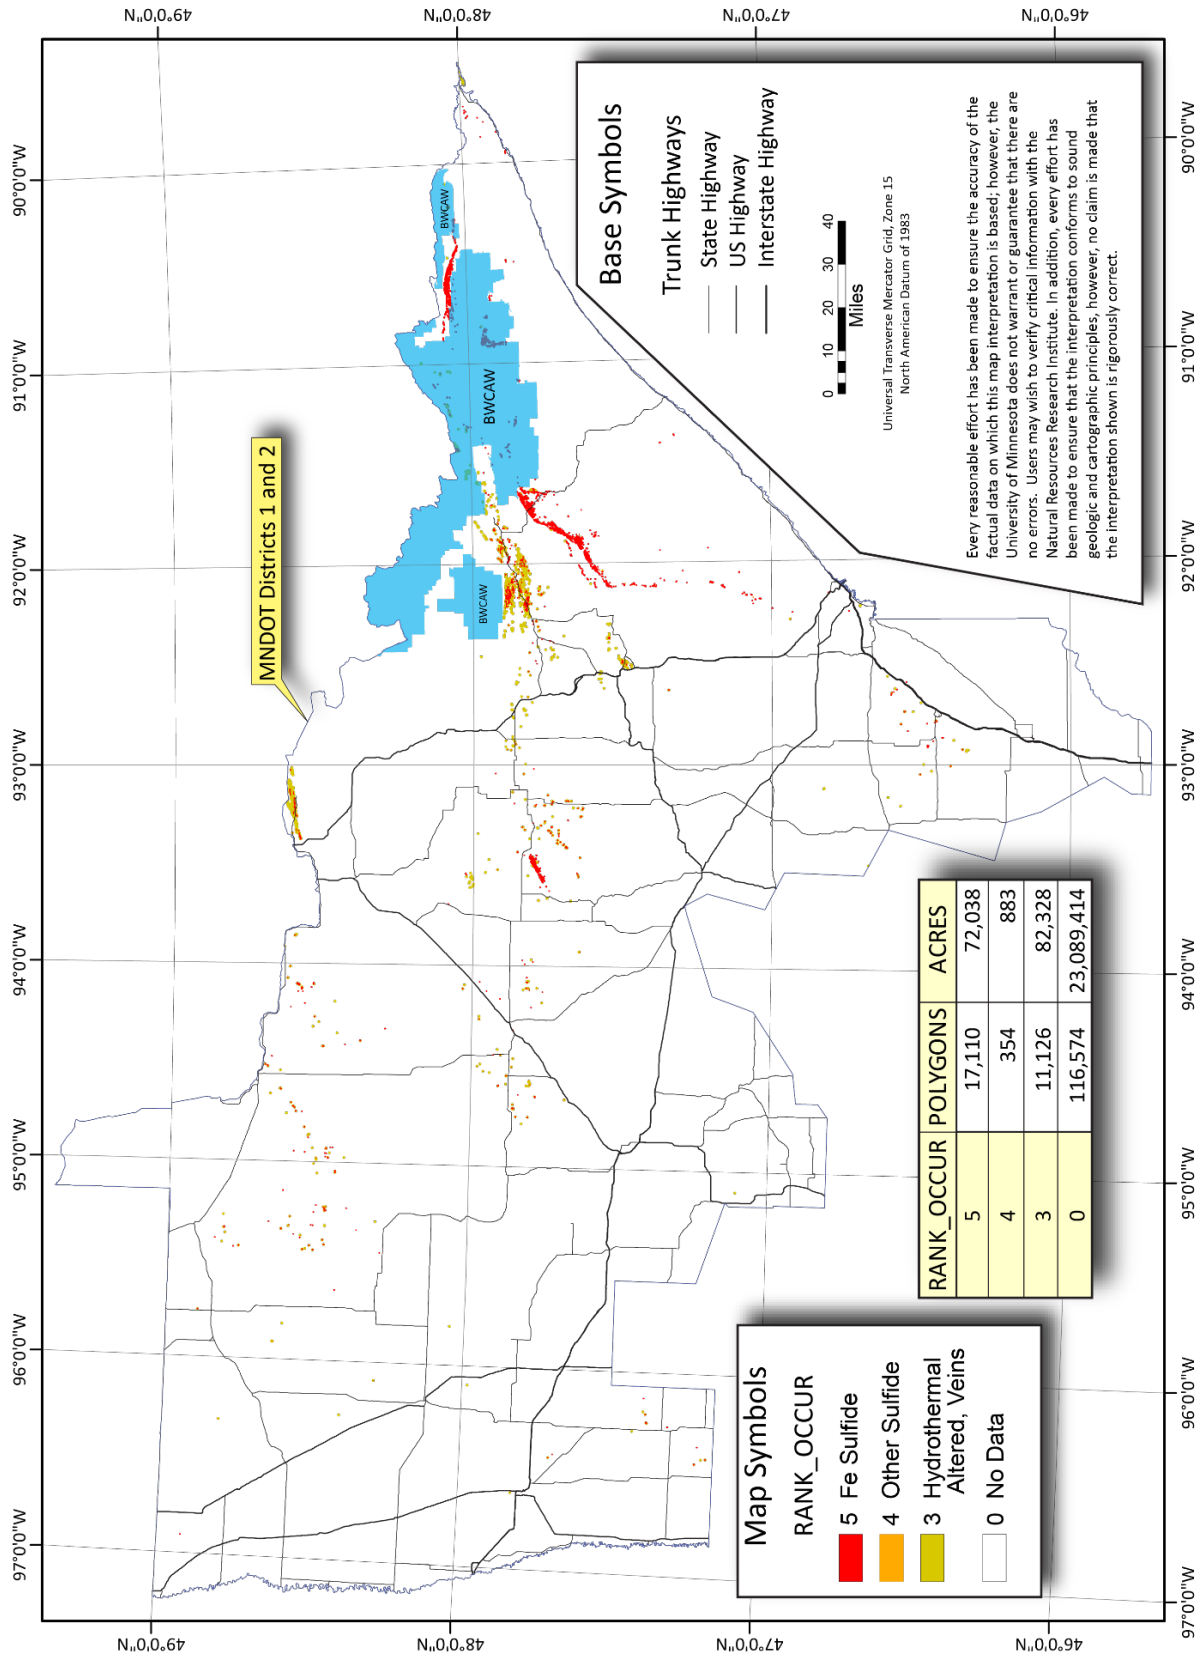 97°0'0"W 96°0'0"W 95°0'0"W 94°0'0"W 93°0'0"W 92°0'0"W 91°0'0"W 90°0'0"W
49°0'0"N
48°0'0"N
47°0'0"N
46°0'0"N
49°0'0"N
48°0'0"N
47°0'0"N
46°0'0"N
MNDOT Districts 1 and 2
BWCAW
BWCAW
BWCAW
Map Symbols
RANK_OCCUR
5 Fe Sulfide
4 Other Sulfide
3 Hydrothermal
Altered, Veins
0 No Data
RANK_OCCUR POLYGONS ACRES
5 17,110 72,038
4 354 883
3 11,126 82,328
0 116,574 23,089,414
Base Symbols
Trunk Highways
State Highway
US Highway
Interstate Highway
0 10 20 30 40
Miles
Universal Transverse Mercator Grid, Zone 15
North American Datum of 1983
Every reasonable effort has been made to ensure the accuracy of the
factual data on which this map interpretation is based; however, the
University of Minnesota does not warrant or guarantee that there are
no errors. Users may wish to verify critical information with the
Natural Resources Research Institute. In addition, every effort has
been made to ensure that the interpretation conforms to sound
geologic and cartographic principles, however, no claim is made that
the interpretation shown is rigorously correct.
97°0'0"W 96°0'0"W 95°0'0"W 94°0'0"W 93°0'0"W 92°0'0"W 91°0'0"W 90°0'0"W